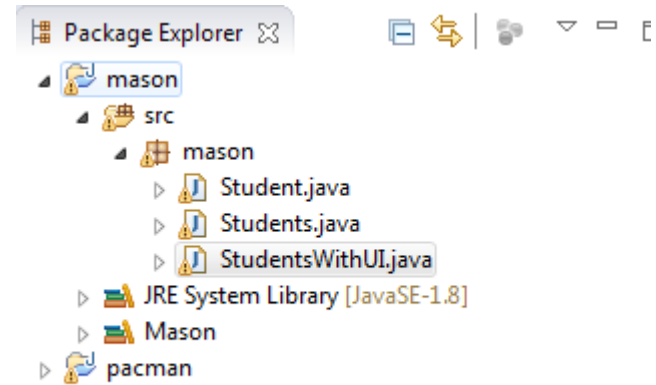 Package Explorer
mason
src
mason
Student.java
Students.java
StudentsWithUI.java
JRE System Library [JavaSE-1.8]
Mason
pacman